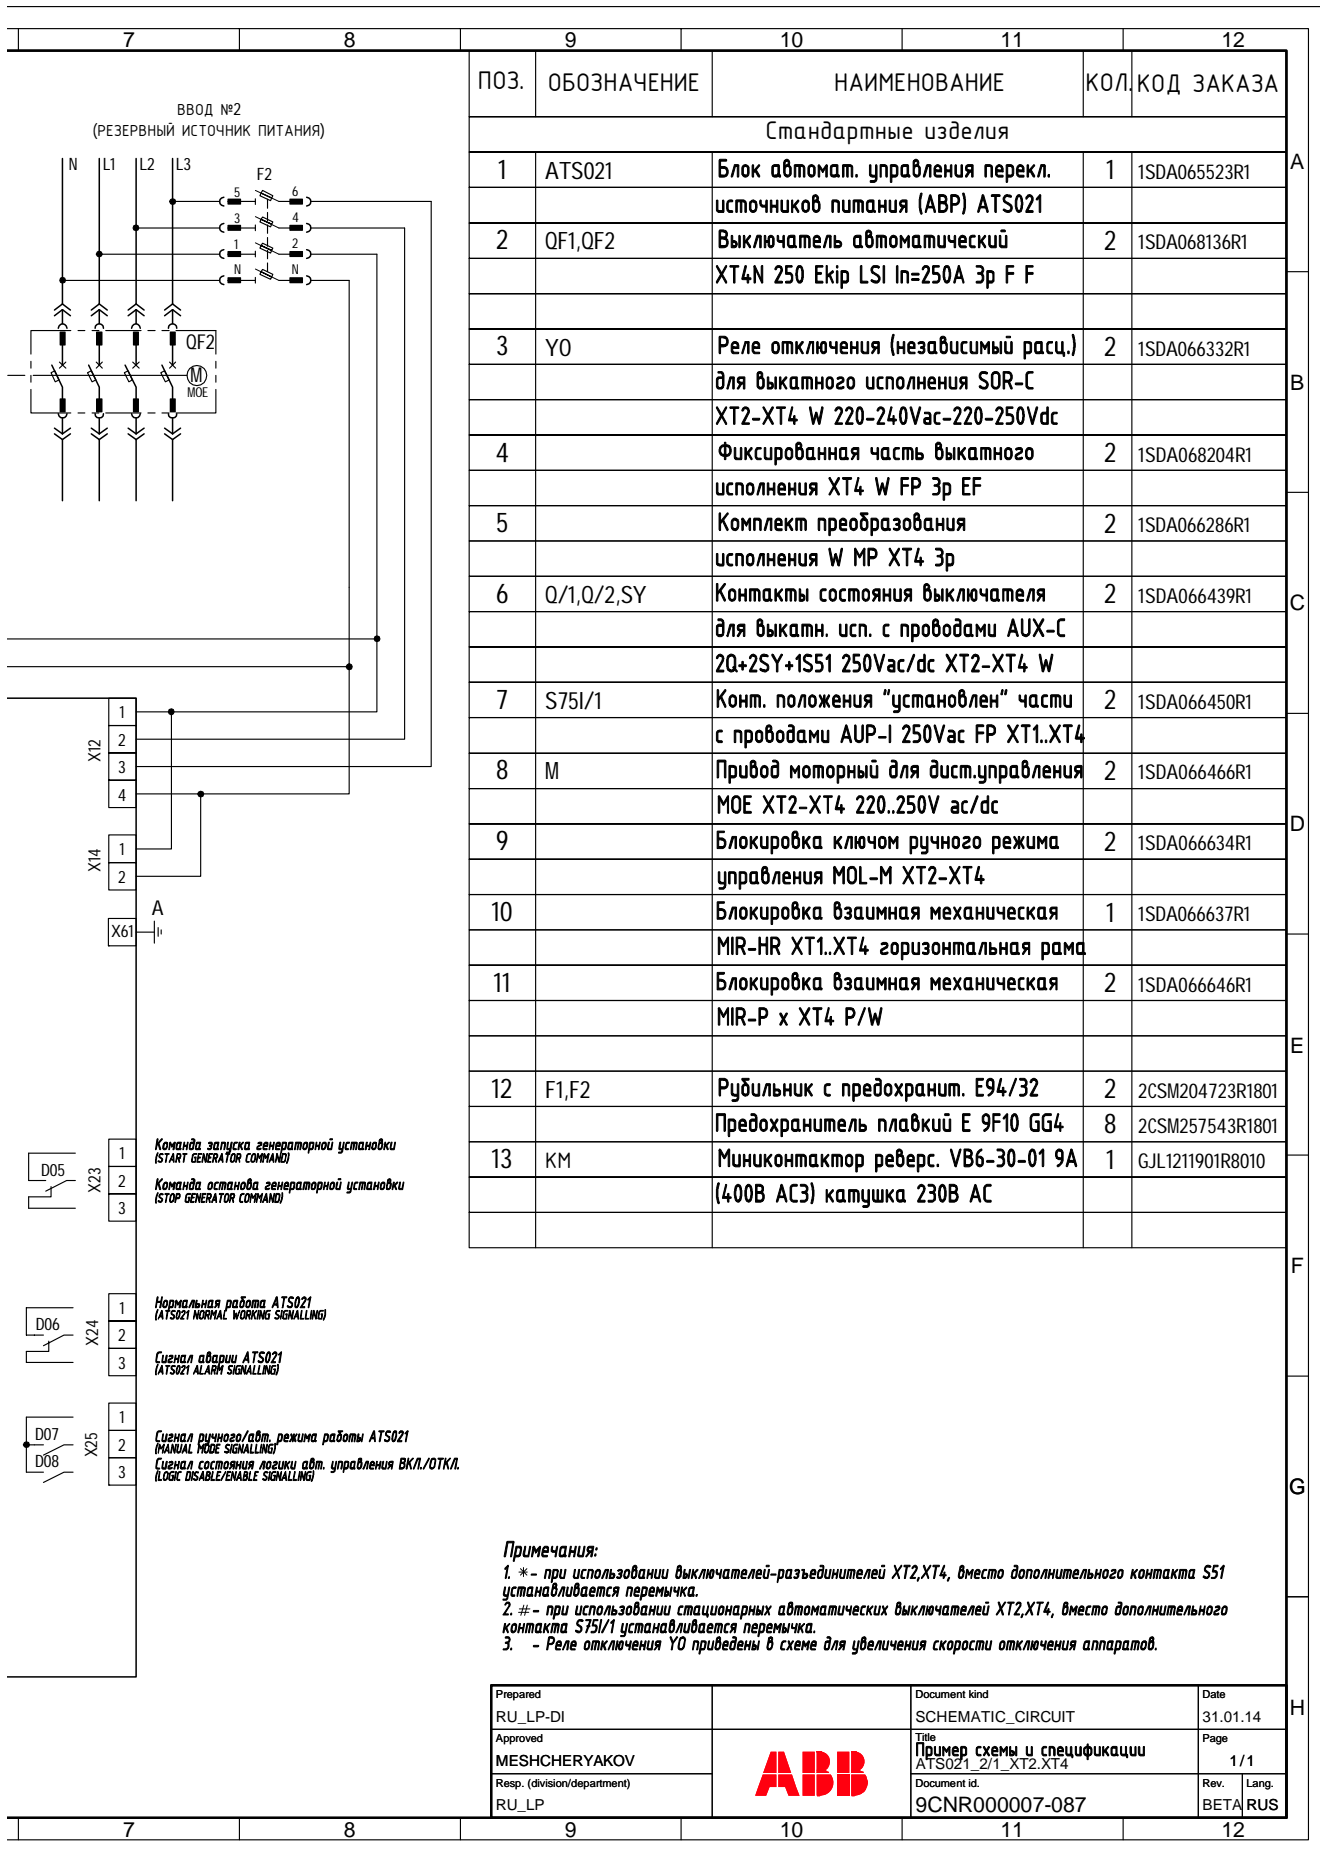 7 8 9 10 11 12
ПОЗ. ОБОЗНАЧЕНИЕ НАИМЕНОВАНИЕ КОЛ. КОД ЗАКАЗА
Стандартные изделия
1 ATS021 Блок автомат. управления перекл. 1 1SDA065523R1
источников питания (АВР) ATS021
2 QF1,QF2 Выключатель автоматический 2 1SDA068136R1
XT4N 250 Ekip LSI In=250A 3p F F
3 YO Реле отключения (независимый расц.) 2 1SDA066332R1
для выкатного исполнения SOR-C
XT2-XT4 W 220-240Vac-220-250Vdc
4 Фиксированная часть выкатного 2 1SDA068204R1
исполнения XT4 W FP 3p EF
5 Комплект преобразования 2 1SDA066286R1
исполнения W MP XT4 3p
6 Q/1,Q/2,SY Контакты состояния выключателя 2 1SDA066439R1
для выкатн. исп. с проводами AUX-C
2Q+2SY+1S51 250Vac/dc XT2-XT4 W
7 S75I/1 Конт. положения "установлен" части 2 1SDA066450R1
с проводами AUP-I 250Vac FP XT1..XT4
8 M Привод моторный для дист.управления 2 1SDA066466R1
MOE XT2-XT4 220..250V ac/dc
9 Блокировка ключом ручного режима 2 1SDA066634R1
управления MOL-M XT2-XT4
10 Блокировка взаимная механическая 1 1SDA066637R1
MIR-HR XT1..XT4 горизонтальная рама
11 Блокировка взаимная механическая 2 1SDA066646R1
MIR-P x XT4 P/W
12 F1,F2 Рубильник с предохранит. E94/32 2 2CSM204723R1801
Предохранитель плавкий E 9F10 GG4 8 2CSM257543R1801
13 KM Миниконтактор реверс. VB6-30-01 9A 1 GJL1211901R8010
(400В АС3) катушка 230В АС
ВВОД №2
(РЕЗЕРВНЫЙ ИСТОЧНИК ПИТАНИЯ)
N L1 L2 L3
F2
5 6
3 4
1 2
N N
QF2
M
MOE
X12
1
2
3
4
X14
1
2
X61
A
D05
X23
1
2
3
Команда запуска генераторной установки
(START GENERATOR COMMAND)
Команда останова генераторной установки
(STOP GENERATOR COMMAND)
D06
X24
1
2
3
Нормальная работа ATS021
(ATS021 NORMAL WORKING SIGNALLING)
Сигнал аварии ATS021
(ATS021 ALARM SIGNALLING)
D07
D08
X25
1
2
3
Сигнал ручного/авт. режима работы ATS021
(MANUAL MODE SIGNALLING)
Сигнал состояния логики авт. управления ВКЛ./ОТКЛ.
(LOGIC DISABLE/ENABLE SIGNALLING)
A
B
C
D
E
F
G
H
Примечания:
1. *- при использовании выключателей-разъединителей XT2,XT4, вместо дополнительного контакта S51
устанавливается перемычка.
2. #- при использовании стационарных автоматических выключателей XT2,XT4, вместо дополнительного
контакта S75I/1 устанавливается перемычка.
3. - Реле отключения YO приведены в схеме для увеличения скорости отключения аппаратов.
Prepared
RU_LP-DI
Approved
MESHCHERYAKOV
Resp. (division/department)
RU_LP
ABB
Document kind
SCHEMATIC_CIRCUIT
Title
Пример схемы и спецификации
ATS021_2/1_XT2.XT4
Document id.
9CNR000007-087
Date
31.01.14
Page
1/1
Rev. Lang.
BETA RUS
7 8 9 10 11 12